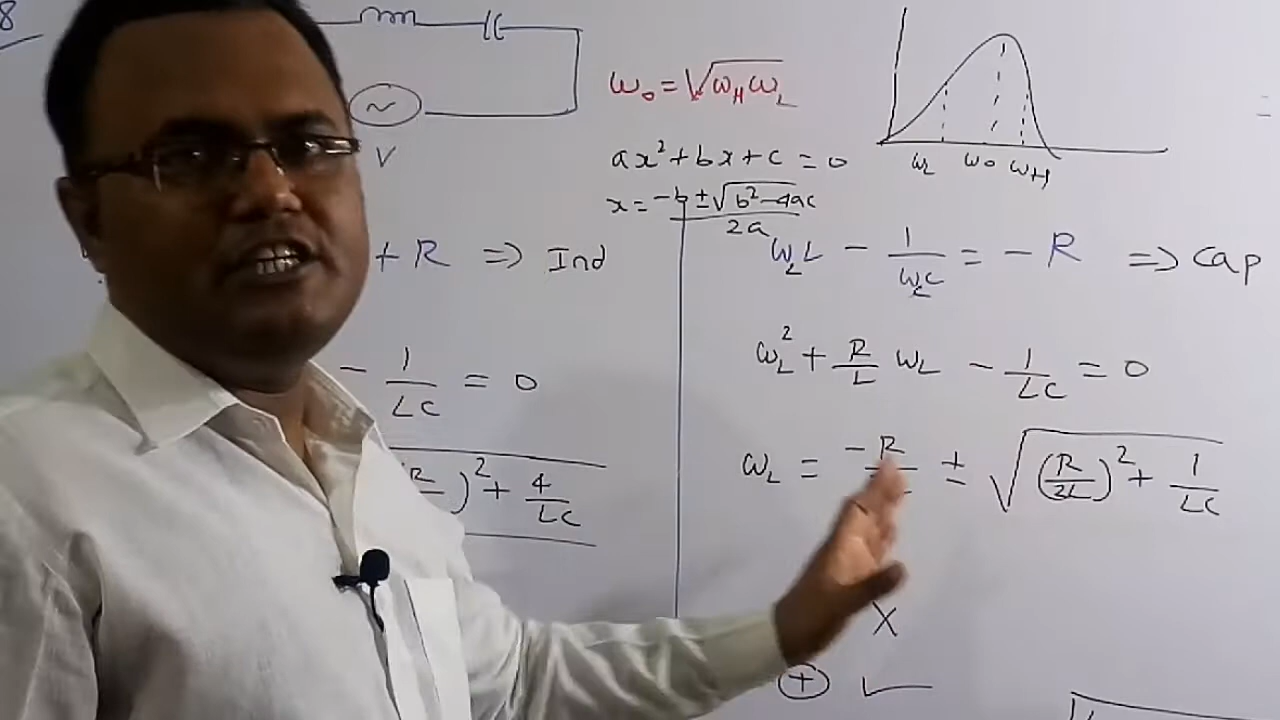 8
V
ω₀ = √ω_H ω_L
ax² + bx + c = 0
x = -b ± √b² - 4ac
2a
ω_L ω₀ ω_H
=
+ R ⇒ Ind
- 1/LC = 0
R )² + 4/LC
ω_L L - 1/ω_L C = - R ⇒ Cap
ω_L² + R/L ω_L - 1/LC = 0
ω_L = -R ± √(R/2L)² + 1/LC
X
+ ✓